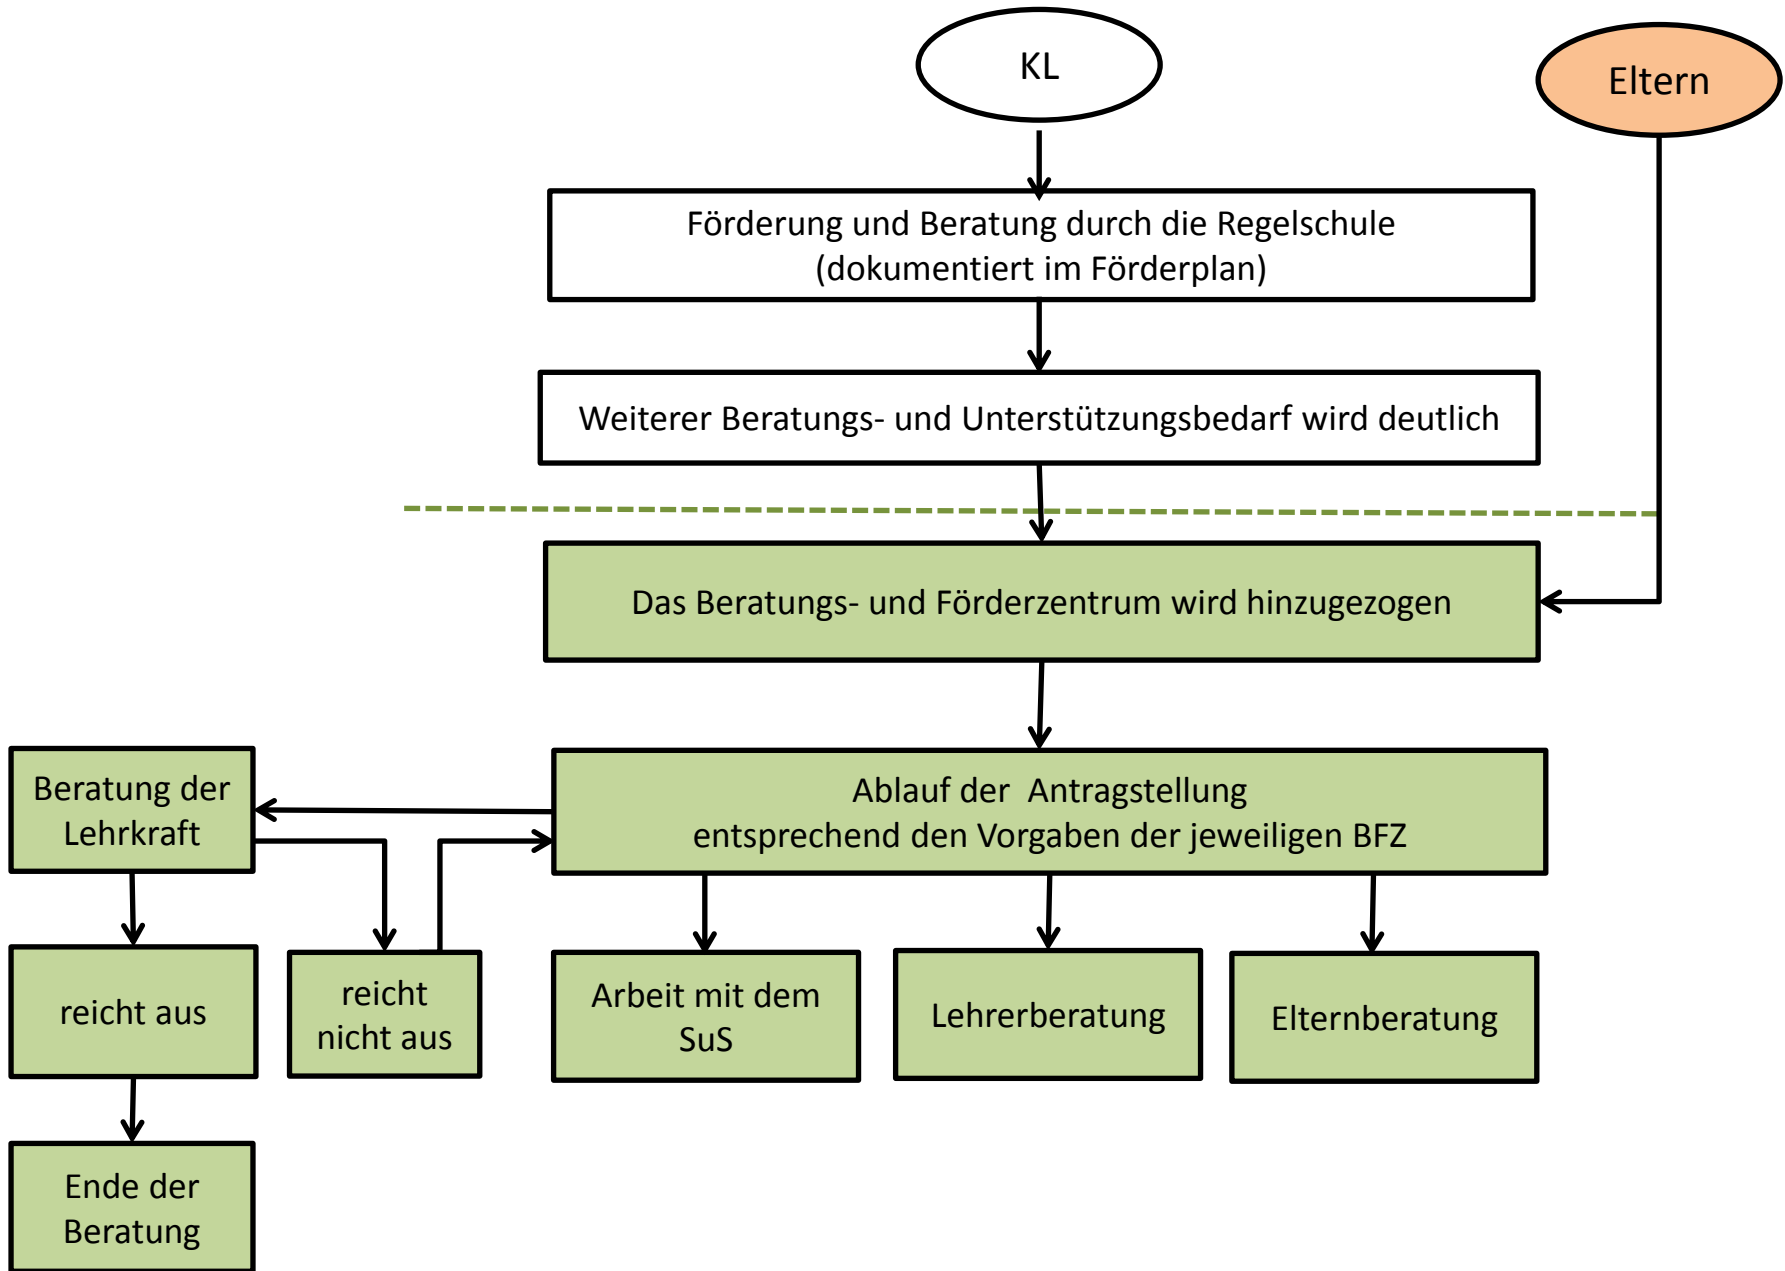 KL
Eltern
Förderung und Beratung durch die Regelschule
(dokumentiert im Förderplan)
Weiterer Beratungs- und Unterstützungsbedarf wird deutlich
Das Beratungs- und Förderzentrum wird hinzugezogen
Beratung der
Lehrkraft
Ablauf der Antragstellung
entsprechend den Vorgaben der jeweiligen BFZ
reicht aus
reicht
nicht aus
Arbeit mit dem
SuS
Lehrerberatung
Elternberatung
Ende der
Beratung